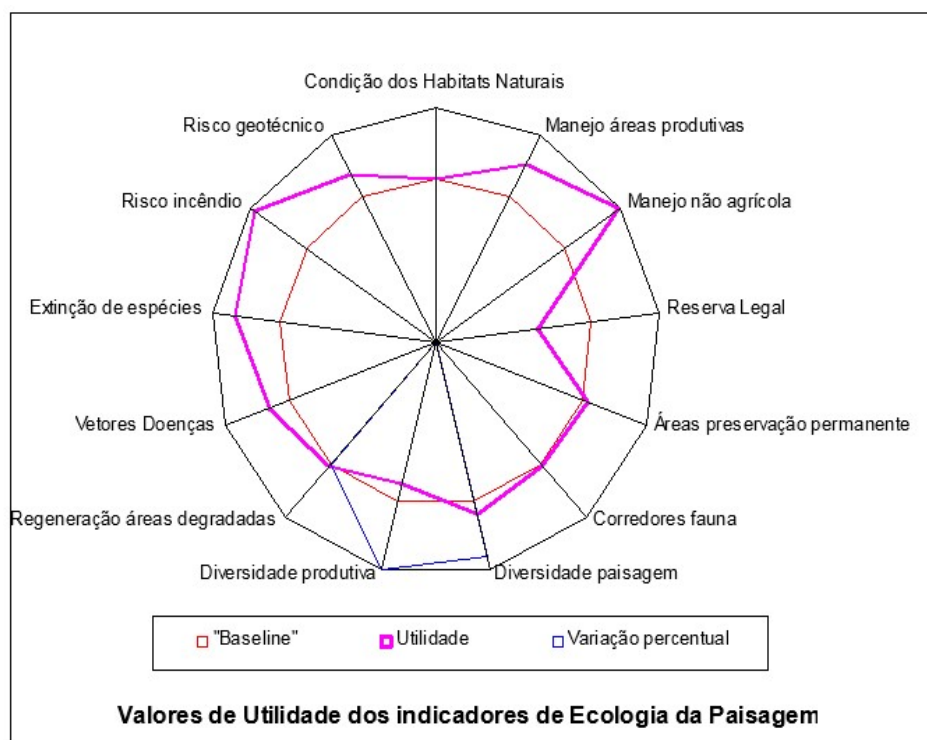 Condição dos Habitats Naturais
Risco geotécnico
Manejo áreas produtivas
Risco incêndio
Manejo não agrícola
Extinção de espécies
Reserva Legal
Vetores Doenças
Áreas preservação permanente
Regeneração áreas degradadas
Corredores fauna
Diversidade produtiva
Diversidade paisagem
"Baseline"
Utilidade
Variação percentual
Valores de Utilidade dos indicadores de Ecologia da Paisagem